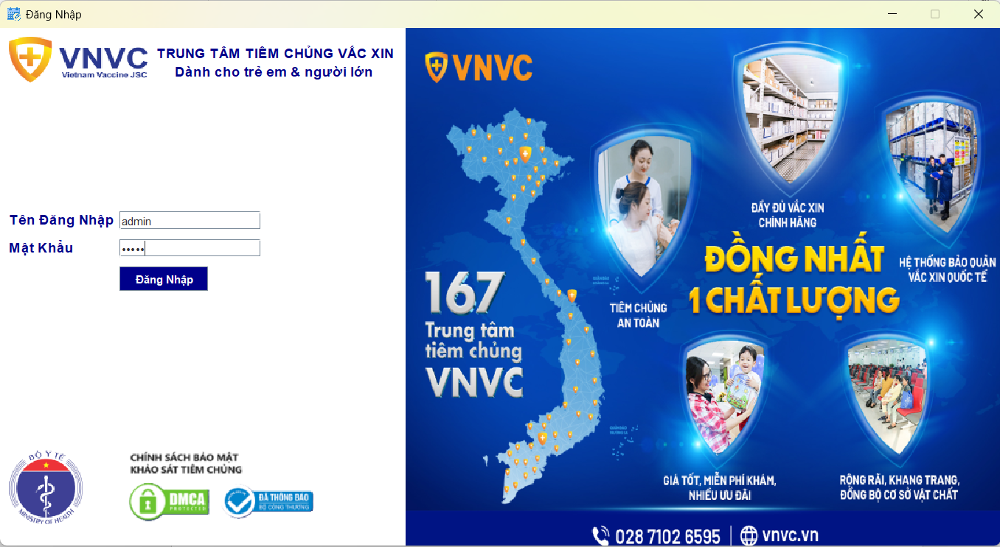 Đăng Nhập
VNVC
Vietnam Vaccine JSC
TRUNG TÂM TIÊM CHỦNG VẮC XIN
Dành cho trẻ em & người lớn
Tên Đăng Nhập
admin
Mật Khẩu
•••••
Đăng Nhập
BỘ Y TẾ
MINISTRY OF HEALTH
CHÍNH SÁCH BẢO MẬT
KHẢO SÁT TIÊM CHỦNG
DMCA
PROTECTED
ĐÃ THÔNG BÁO
BỘ CÔNG THƯƠNG
VNVC
ĐẦY ĐỦ VẮC XIN
CHÍNH HÃNG
ĐỒNG NHẤT
1 CHẤT LƯỢNG
HỆ THỐNG BẢO QUẢN
VẮC XIN QUỐC TẾ
TIÊM CHỦNG
AN TOÀN
167
Trung tâm
tiêm chủng
VNVC
GIÁ TỐT, MIỄN PHÍ KHÁM,
NHIỀU ƯU ĐÃI
RỘNG RÃI, KHANG TRANG,
ĐỒNG BỘ CƠ SỞ VẬT CHẤT
028 7102 6595
vnvc.vn